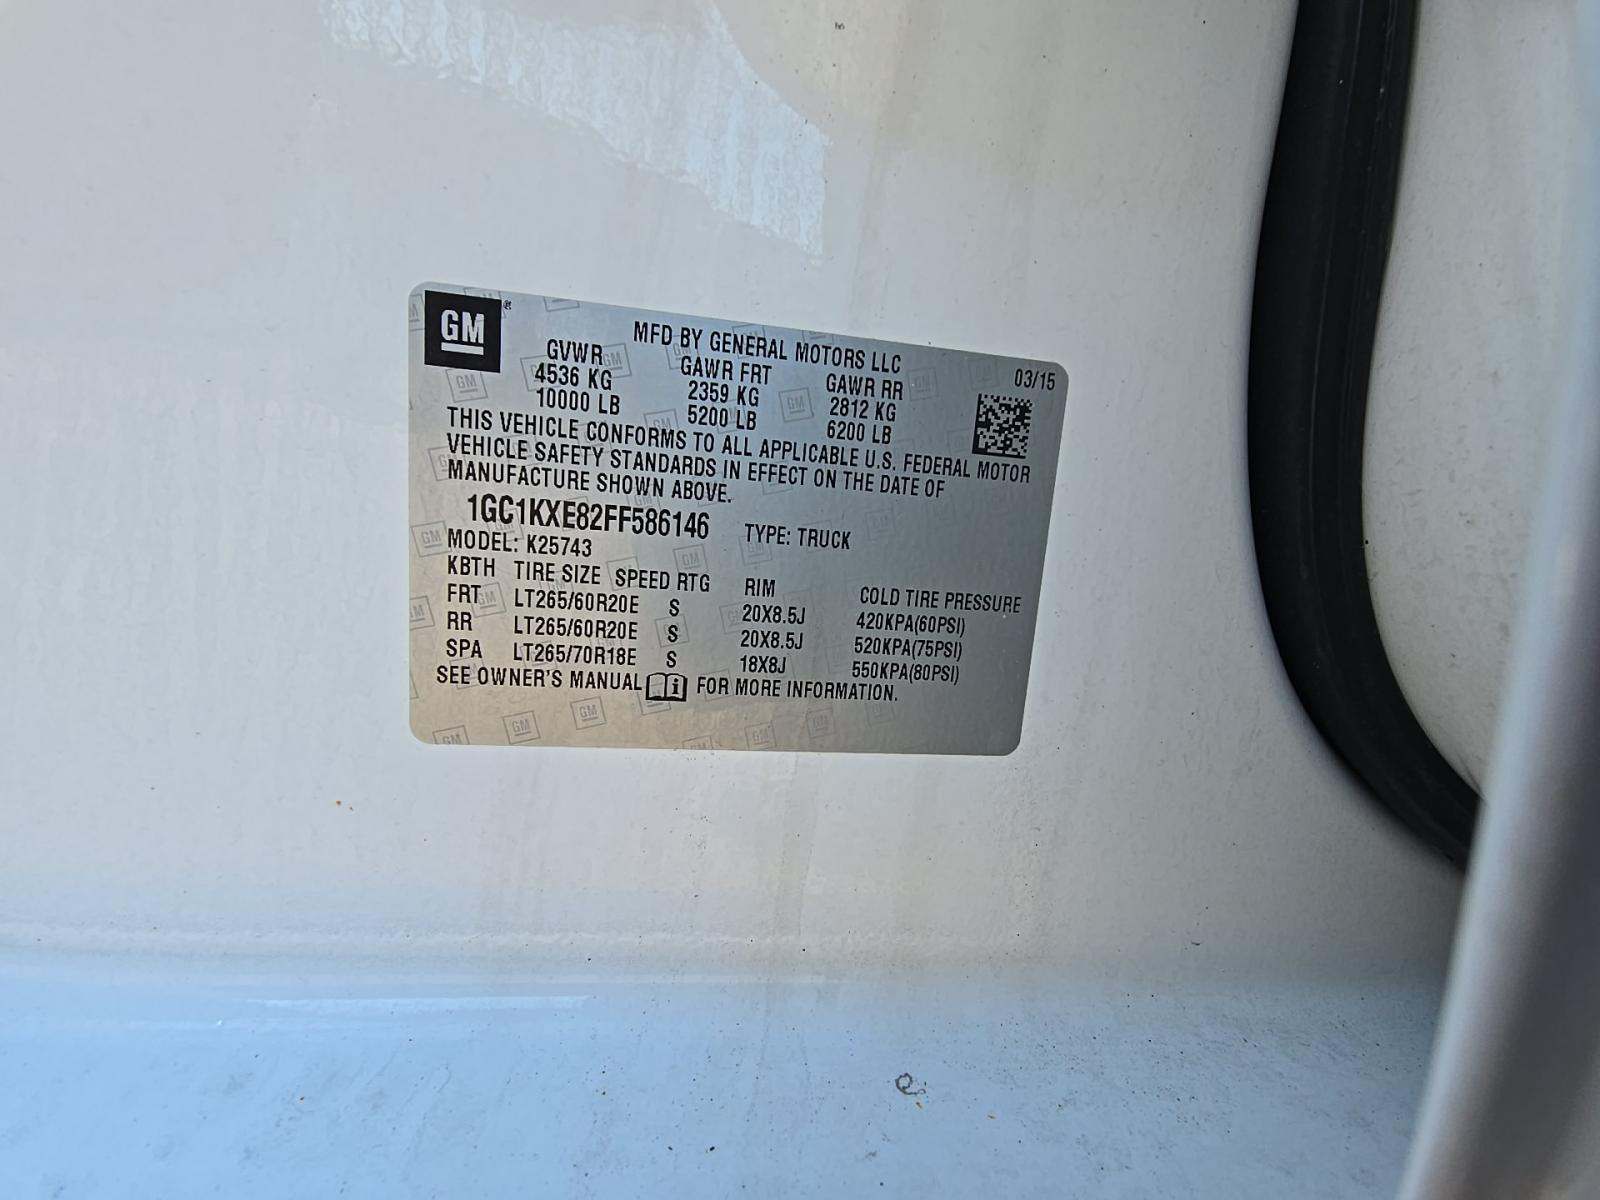 GM
MFD BY GENERAL MOTORS LLC
GVWR GAWR FRT GAWR RR 03/15
4536 KG 2359 KG 2812 KG
10000 LB 5200 LB 6200 LB
THIS VEHICLE CONFORMS TO ALL APPLICABLE U.S. FEDERAL MOTOR
VEHICLE SAFETY STANDARDS IN EFFECT ON THE DATE OF
MANUFACTURE SHOWN ABOVE.
1GC1KXE82FF586146 TYPE: TRUCK
MODEL: K25743
KBTH TIRE SIZE SPEED RTG RIM COLD TIRE PRESSURE
FRT LT265/60R20E S 20X8.5J 420KPA(60PSI)
RR LT265/60R20E S 20X8.5J 520KPA(75PSI)
SPA LT265/70R18E S 18X8J 550KPA(80PSI)
SEE OWNER'S MANUAL FOR MORE INFORMATION.